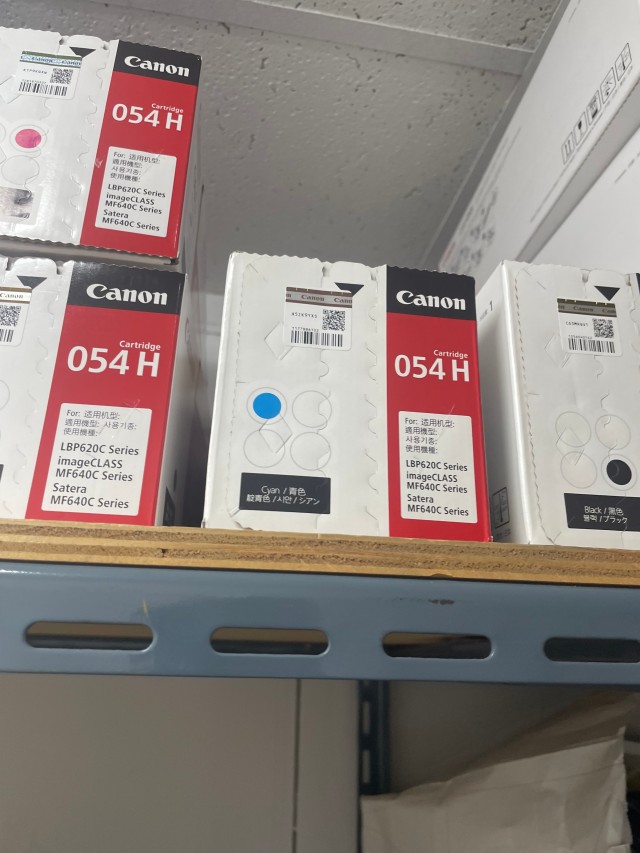 Canon
Cartridge
054 H
For: 适用机型:
適用機型:
사용기종:
使用機種:
LBP620C Series
imageCLASS
MF640C Series
Satera
MF640C Series
Canon
Cartridge
054 H
For: 适用机型:
適用機型: 사용기종:
使用機種:
LBP620C Series
imageCLASS
MF640C Series
Satera
MF640C Series
Canon
Cyan / 青色
靛青色 / 시안 / シアン
Canon
Cartridge
054 H
For: 适用机型:
適用機型: 사용기종:
使用機種:
LBP620C Series
imageCLASS
MF640C Series
Satera
MF640C Series
Canon
Black / 黑色
블랙 / ブラック